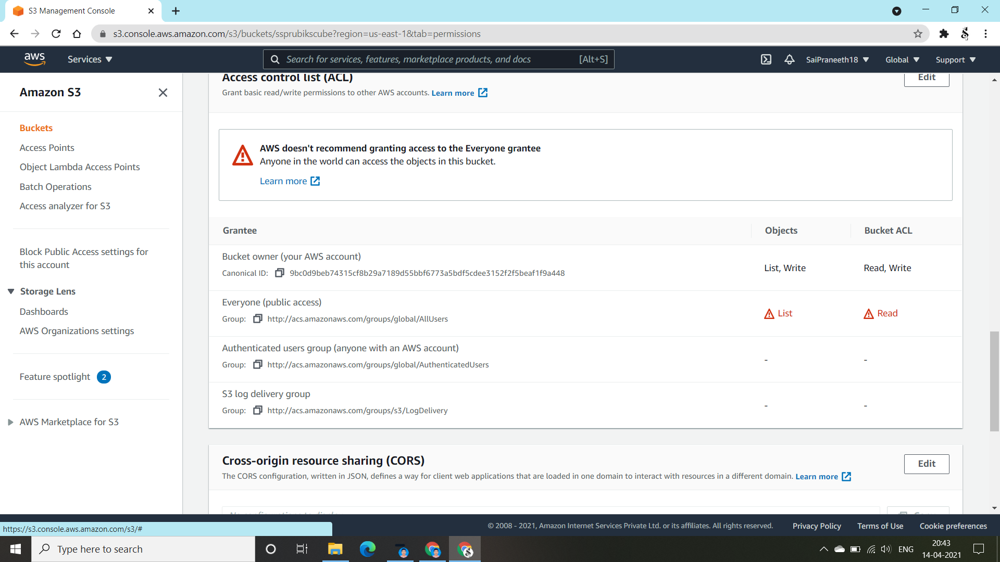 S3 Management Console
s3.console.aws.amazon.com/s3/buckets/ssprubikscube?region=us-east-1&tab=permissions
aws
Services
Search for services, features, marketplace products, and docs
[Alt+S]
SaiPraneeth18
Global
Support
Amazon S3
Buckets
Access Points
Object Lambda Access Points
Batch Operations
Access analyzer for S3
Block Public Access settings for
this account
Storage Lens
Dashboards
AWS Organizations settings
Feature spotlight 2
AWS Marketplace for S3
Access control list (ACL)
Edit
Grant basic read/write permissions to other AWS accounts. Learn more
AWS doesn't recommend granting access to the Everyone grantee
Anyone in the world can access the objects in this bucket.
Learn more
Grantee Objects Bucket ACL
Bucket owner (your AWS account)
Canonical ID: 9bc0d9beb74315cf8b29a7189d55bbf6773a5bdf5cdee3152f2f5beaf1f9a448
List, Write Read, Write
Everyone (public access)
Group: http://acs.amazonaws.com/groups/global/AllUsers
List Read
Authenticated users group (anyone with an AWS account)
Group: http://acs.amazonaws.com/groups/global/AuthenticatedUsers
- -
S3 log delivery group
Group: http://acs.amazonaws.com/groups/s3/LogDelivery
- -
Cross-origin resource sharing (CORS)
Edit
The CORS configuration, written in JSON, defines a way for client web applications that are loaded in one domain to interact with resources in a different domain. Learn more
https://s3.console.aws.amazon.com/s3/#
© 2008 - 2021, Amazon Internet Services Private Ltd. or its affiliates. All rights reserved. Privacy Policy Terms of Use Cookie preferences
Type here to search
ENG
20:43
14-04-2021